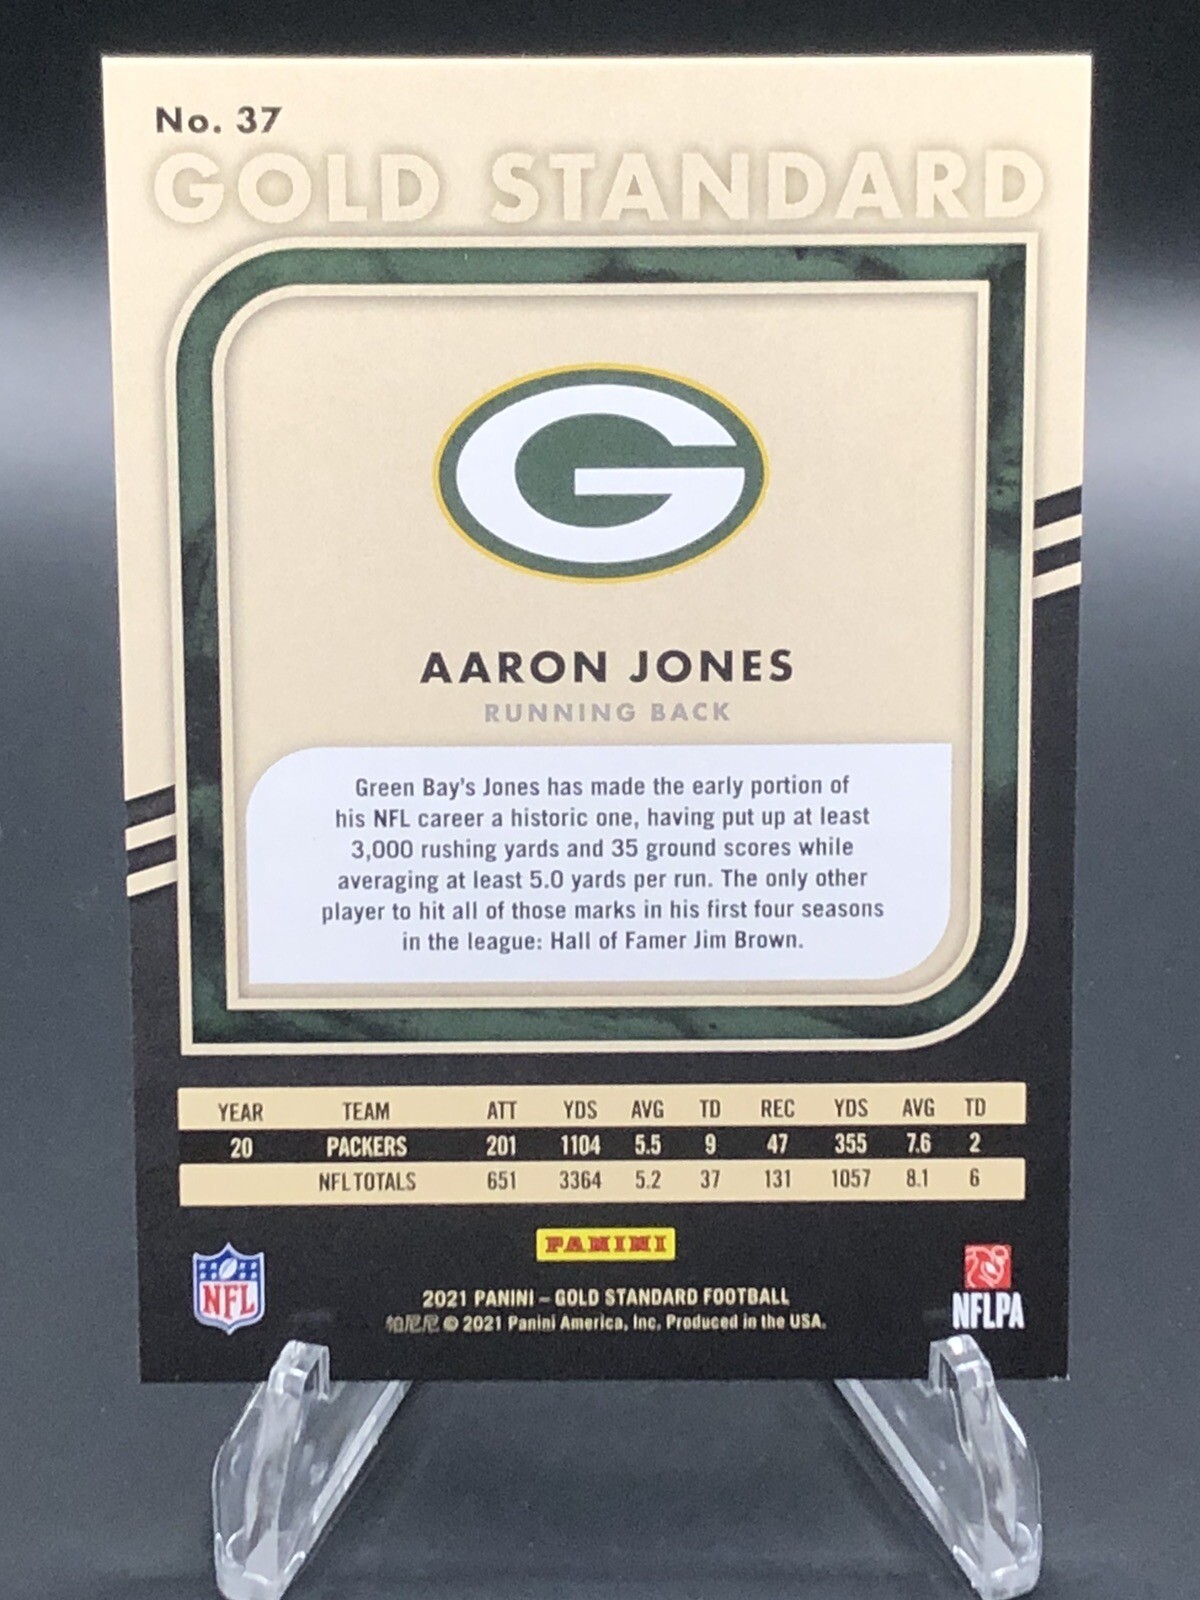 No. 37
GOLD STANDARD
G
AARON JONES
RUNNING BACK
Green Bay's Jones has made the early portion of
his NFL career a historic one, having put up at least
3,000 rushing yards and 35 ground scores while
averaging at least 5.0 yards per run. The only other
player to hit all of those marks in his first four seasons
in the league: Hall of Famer Jim Brown.
YEAR TEAM ATT YDS AVG TD REC YDS AVG TD
20 PACKERS 201 1104 5.5 9 47 355 7.6 2
NFL TOTALS 651 3364 5.2 37 131 1057 8.1 6
PANINI
NFL
2021 PANINI – GOLD STANDARD FOOTBALL
帕尼尼 © 2021 Panini America, Inc. Produced in the USA.
NFLPA